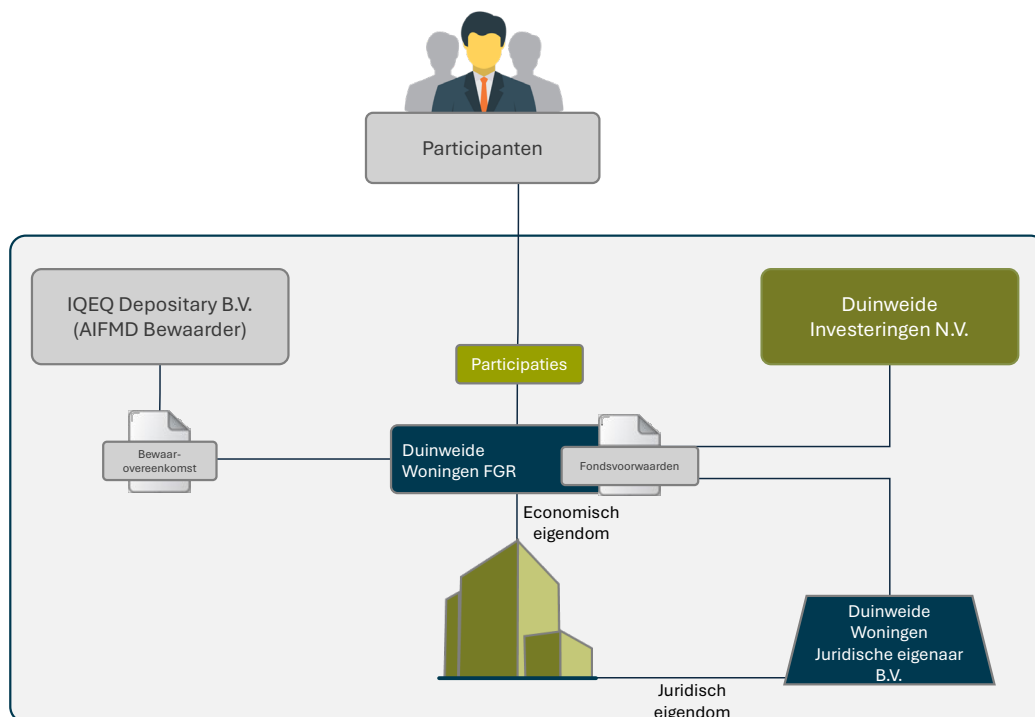 Participanten
IQEQ Depositary B.V.
(AIFMD Bewaarder)
Duinweide
Investeringen N.V.
Participaties
Bewaar-
overeenkomst
Duinweide
Woningen FGR
Fondsvoorwaarden
Economisch
eigendom
Duinweide
Woningen
Juridische eigenaar
B.V.
Juridisch
eigendom